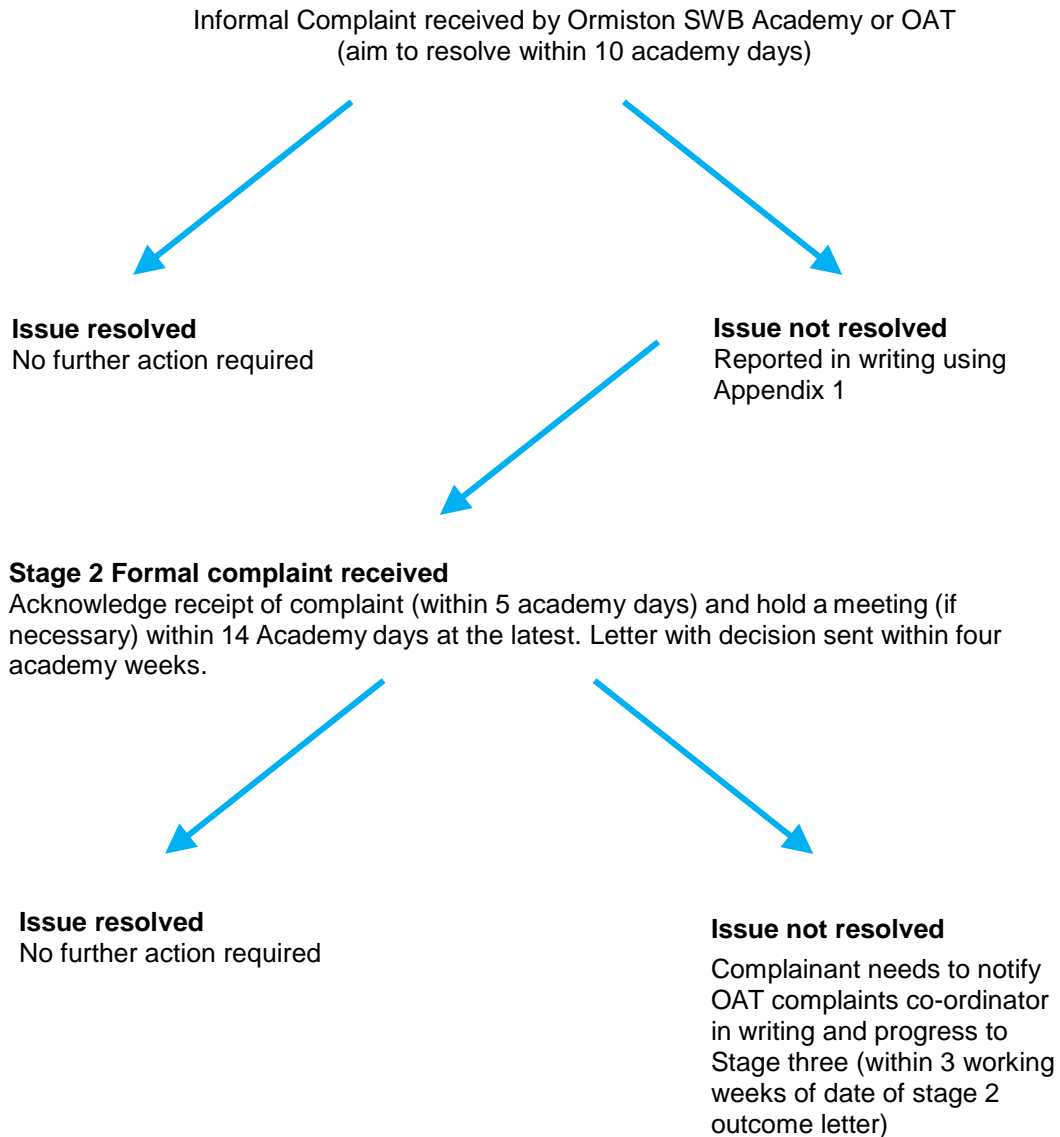 Informal Complaint received by Ormiston SWB Academy or OAT
(aim to resolve within 10 academy days)
Issue resolved
No further action required
Issue not resolved
Reported in writing using
Appendix 1
Stage 2 Formal complaint received
Acknowledge receipt of complaint (within 5 academy days) and hold a meeting (if
necessary) within 14 Academy days at the latest. Letter with decision sent within four
academy weeks.
Issue resolved
No further action required
Issue not resolved
Complainant needs to notify
OAT complaints co-ordinator
in writing and progress to
Stage three (within 3 working
weeks of date of stage 2
outcome letter)